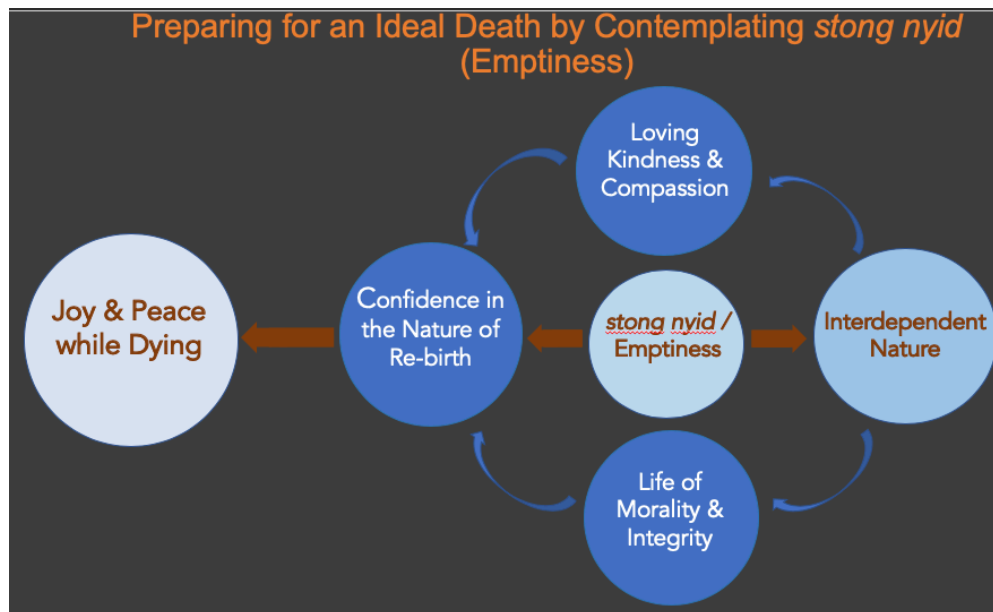 Preparing for an Ideal Death by Contemplating stong nyid
(Emptiness)
Loving
Kindness &
Compassion
Joy & Peace
while Dying
Confidence in
the Nature of
Re-birth
stong nyid /
Emptiness
Interdependent
Nature
Life of
Morality &
Integrity